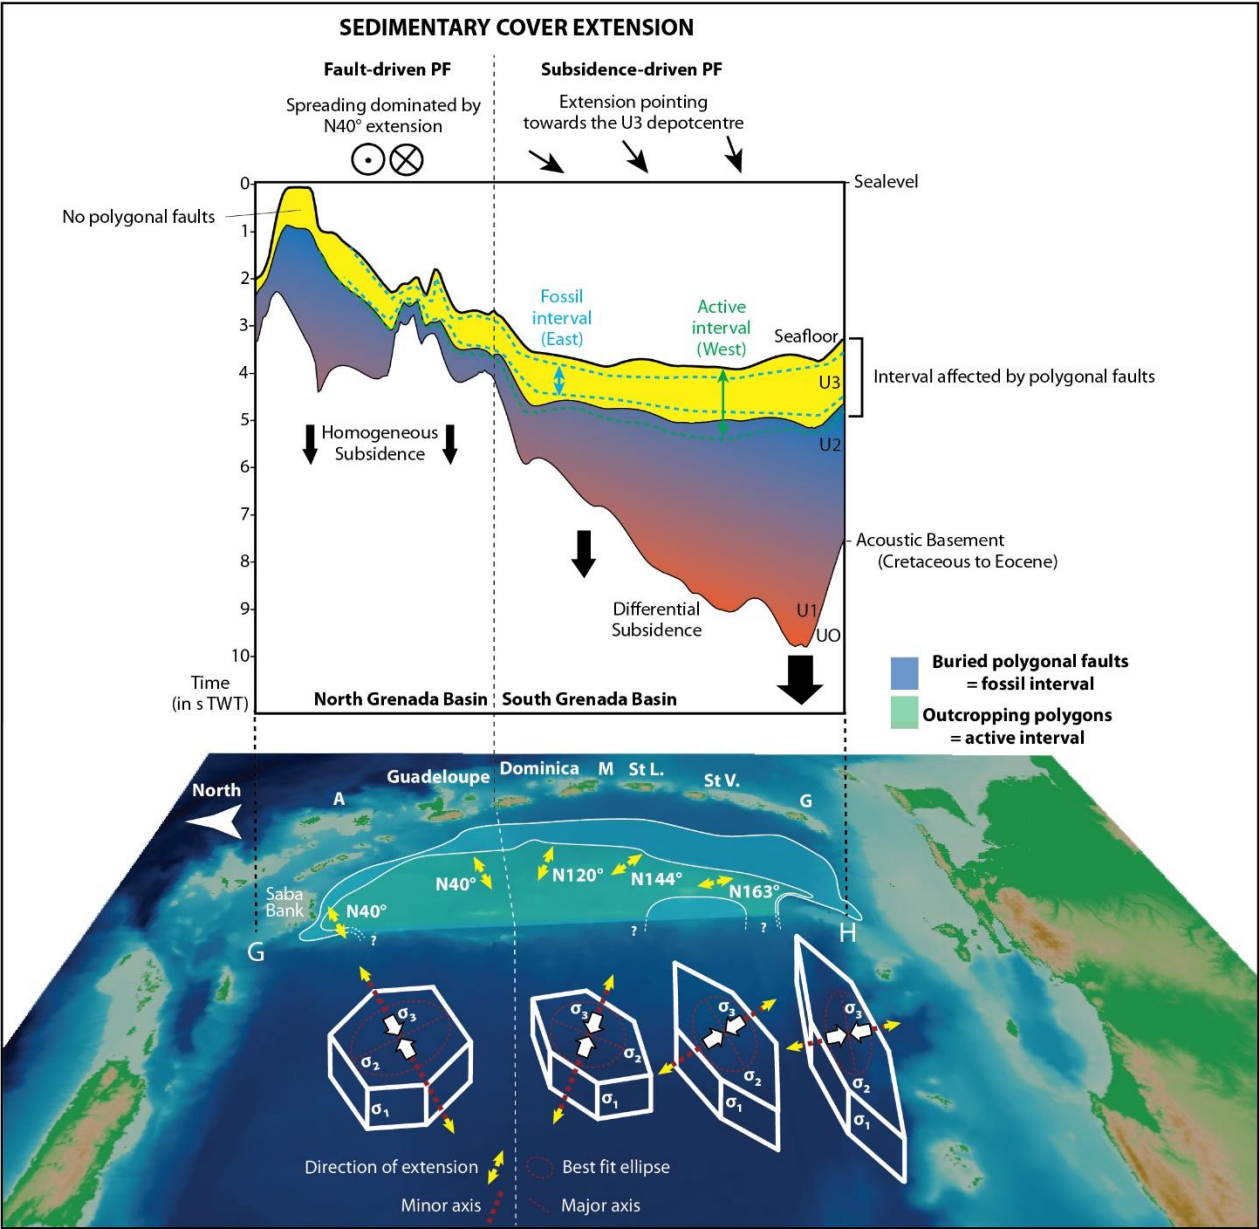 SEDIMENTARY COVER EXTENSION
Fault-driven PF
Subsidence-driven PF
Spreading dominated by
N40° extension
Extension pointing
towards the U3 depotcentre
0
Sealevel
No polygonal faults
1
2
3
4
5
6
7
8
9
10
Time
(in s TWT)
Fossil
interval
(East)
Active
interval
(West)
Seafloor
U3
Interval affected by polygonal faults
U2
Homogeneous
Subsidence
Acoustic Basement
(Cretaceous to Eocene)
Differential
Subsidence
U1
UO
North Grenada Basin
South Grenada Basin
Buried polygonal faults
= fossil interval
Outcropping polygons
= active interval
North
A
Guadeloupe
Dominica
M
St L.
St V.
G
Saba
Bank
N40°
N40°
N120°
N144°
N163°
?
?
?
G
H
σ3
σ2
σ1
σ3
σ2
σ1
σ3
σ2
σ1
σ3
σ2
σ1
Direction of extension
Best fit ellipse
Minor axis
Major axis